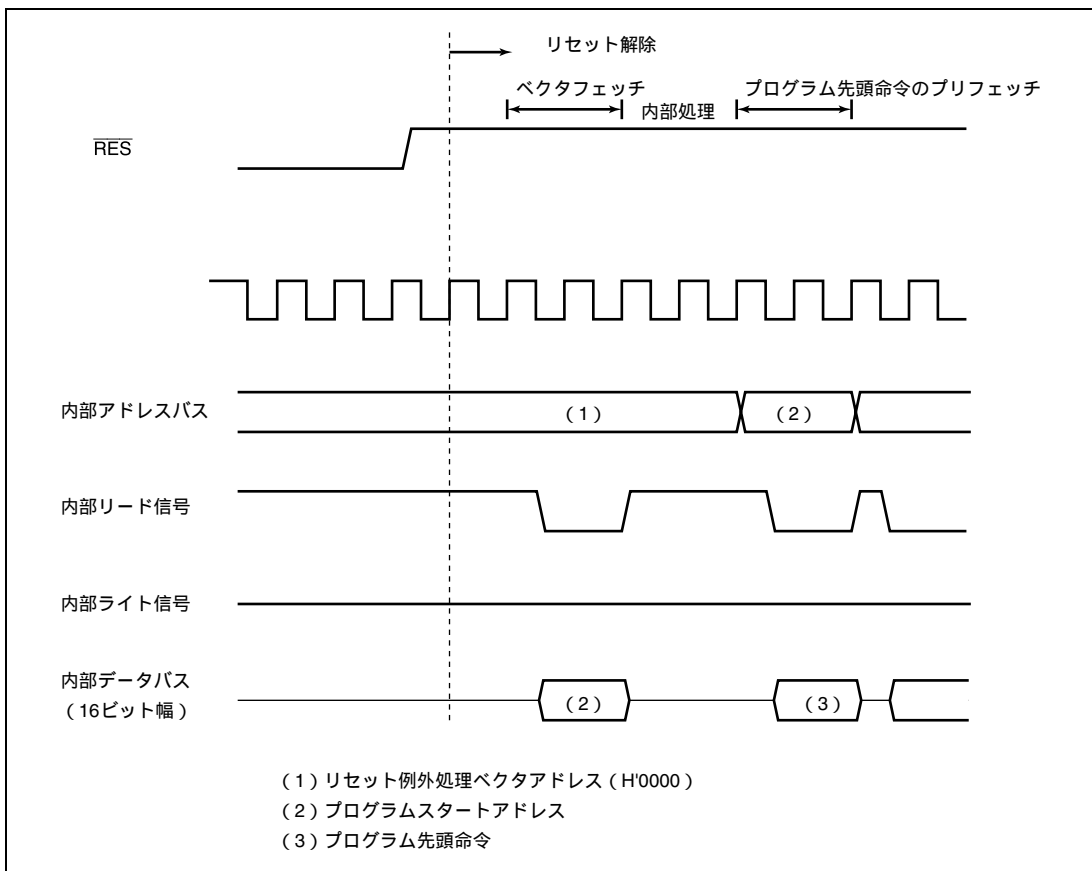 リセット解除
ベクタフェッチ
内部処理
プログラム先頭命令のプリフェッチ
RES
内部アドレスバス
(1)
(2)
内部リード信号
内部ライト信号
内部データバス
(16ビット幅)
(2)
(3)
(1)リセット例外処理ベクタアドレス(H'0000)
(2)プログラムスタートアドレス
(3)プログラム先頭命令